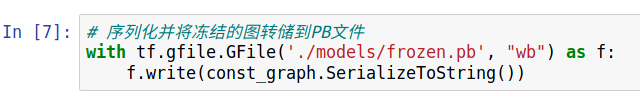 In [7]: # 序列化并将冻结的图转储到PB文件
with tf.gfile.GFile('./models/frozen.pb', "wb") as f:
    f.write(const_graph.SerializeToString())